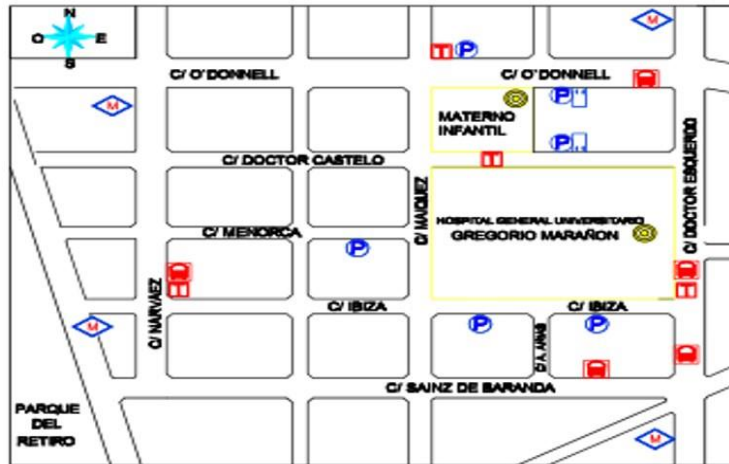 N
O E
S
M
T P
C/ O'DONNELL
C/ O'DONNELL
M
P
MATERNO
INFANTIL
P
C/ DOCTOR CASTELO
T
C/ DOCTOR ESQUERDO
C/ MAIQUEZ
HOSPITAL GENERAL UNIVERSITARIO
GREGORIO MARAÑON
C/ MENORCA
P
T
T
C/ NARVAEZ
C/ IBIZA
C/ IBIZA
M
P
P
C/ A. ARIAS
C/ SAINZ DE BARANDA
PARQUE
DEL
RETIRO
M